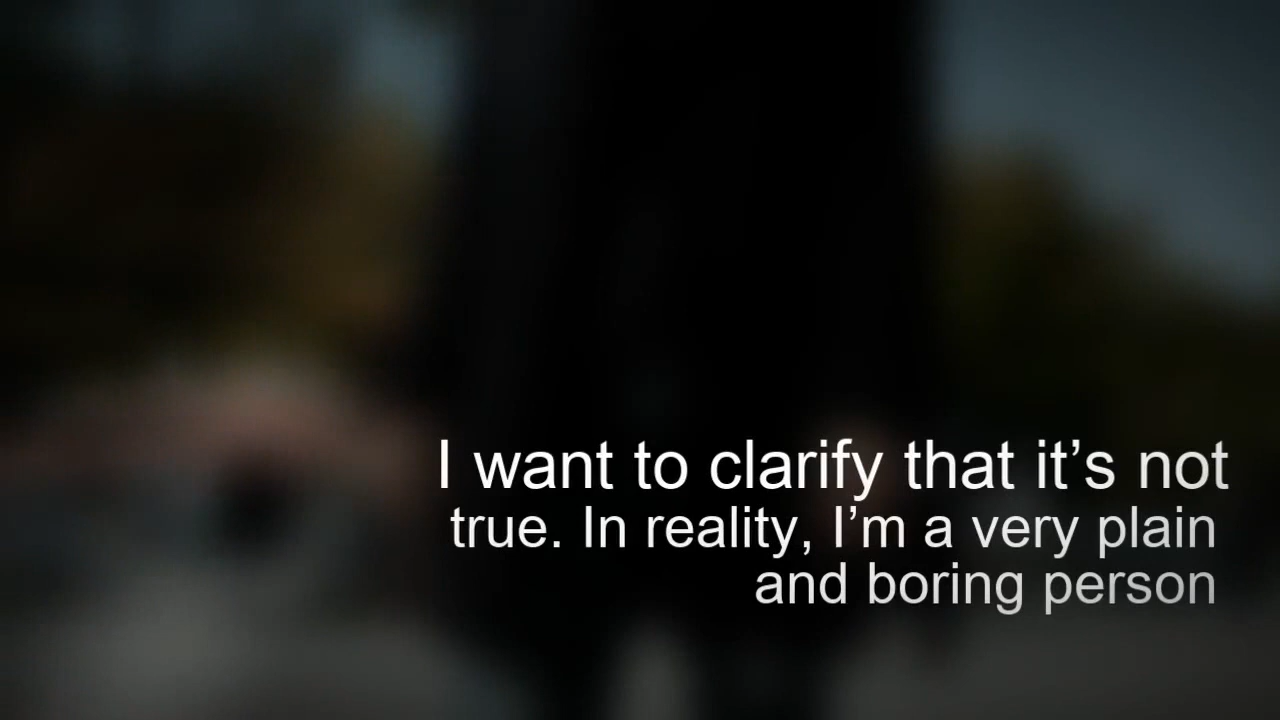 I want to clarify that it’s not
true. In reality, I’m a very plain
and boring person